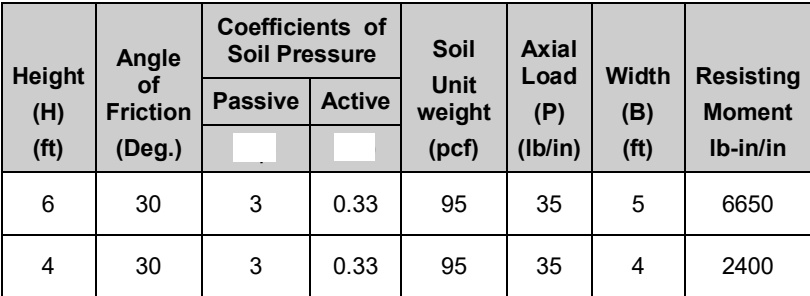 Height
(H)
(ft)
Angle
of
Friction
(Deg.)
Coefficients of
Soil Pressure
Passive
Active
Soil
Unit
weight
(pcf)
Axial
Load
(P)
(lb/in)
Width
(B)
(ft)
Resisting
Moment
lb-in/in
6 30 3 0.33 95 35 5 6650
4 30 3 0.33 95 35 4 2400